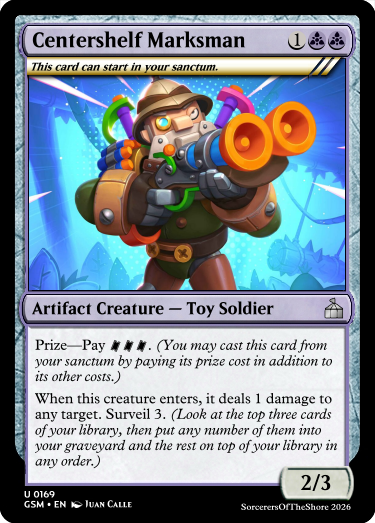 Centershelf Marksman 1
This card can start in your sanctum.
Artifact Creature — Toy Soldier
Prize—Pay . (You may cast this card from
your sanctum by paying its prize cost in addition to
its other costs.)
When this creature enters, it deals 1 damage to
any target. Surveil 3. (Look at the top three cards
of your library, then put any number of them into
your graveyard and the rest on top of your library in
any order.)
2/3
U 0169
GSM • EN Juan Calle
SorcerersOfTheShore 2026